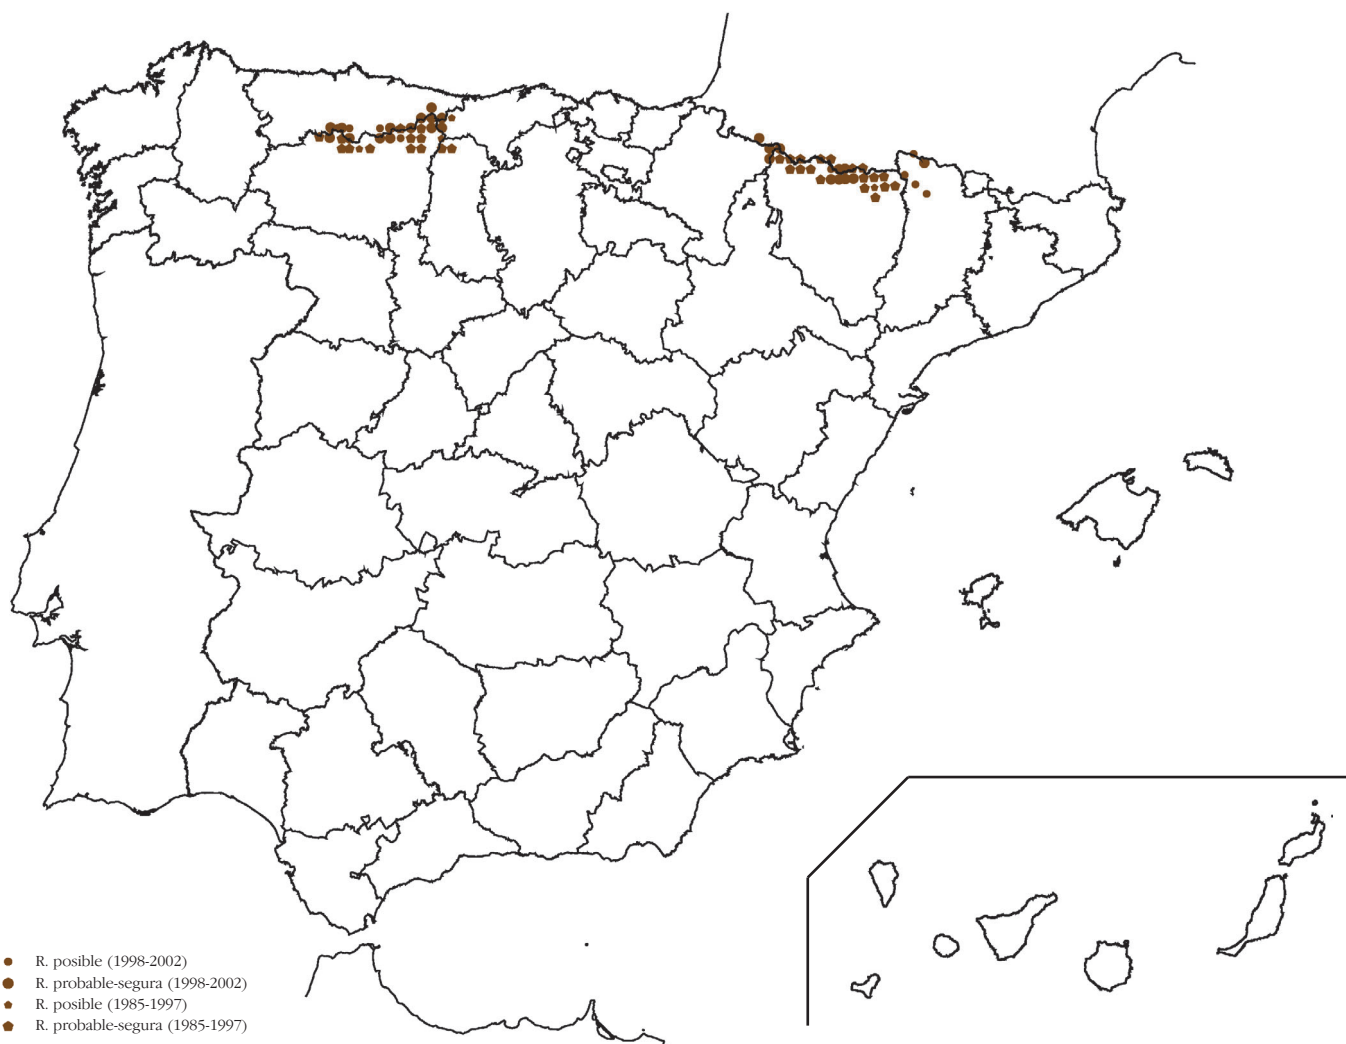 R. posible (1998-2002)
R. probable-segura (1998-2002)
R. posible (1985-1997)
R. probable-segura (1985-1997)